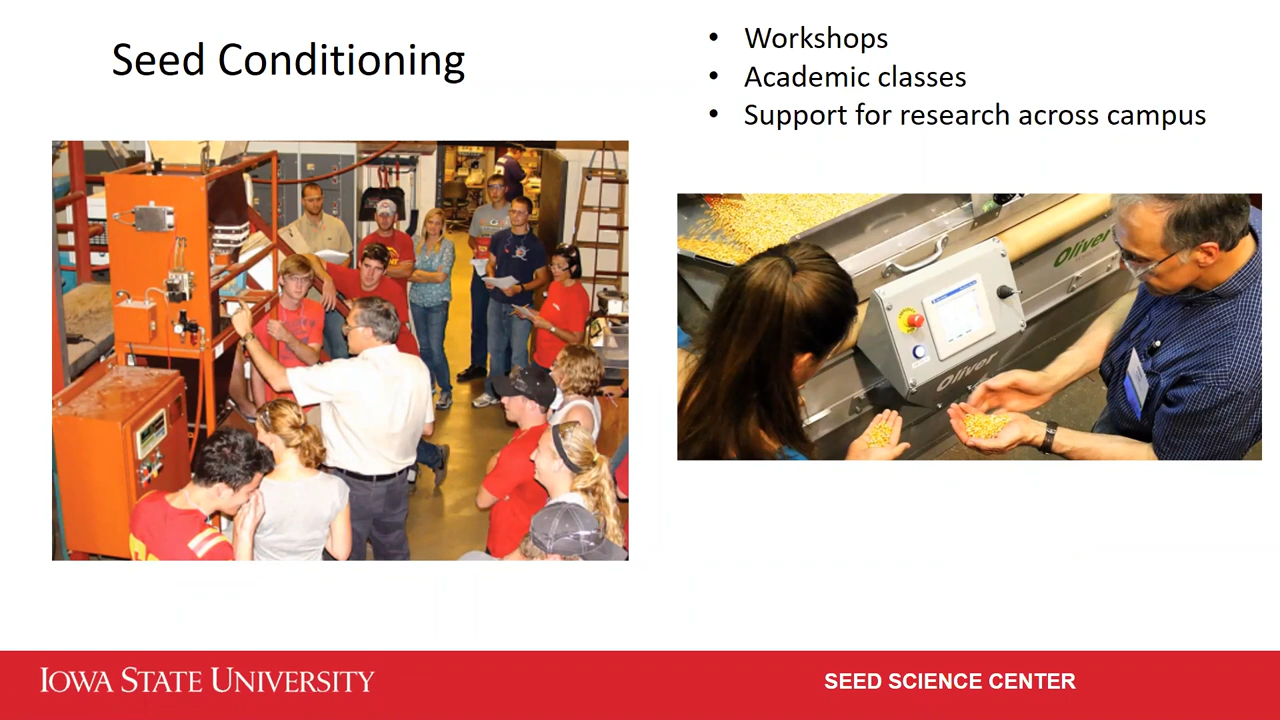 Seed Conditioning
• Workshops
• Academic classes
• Support for research across campus
Oliver
Oliver
IOWA STATE UNIVERSITY
SEED SCIENCE CENTER